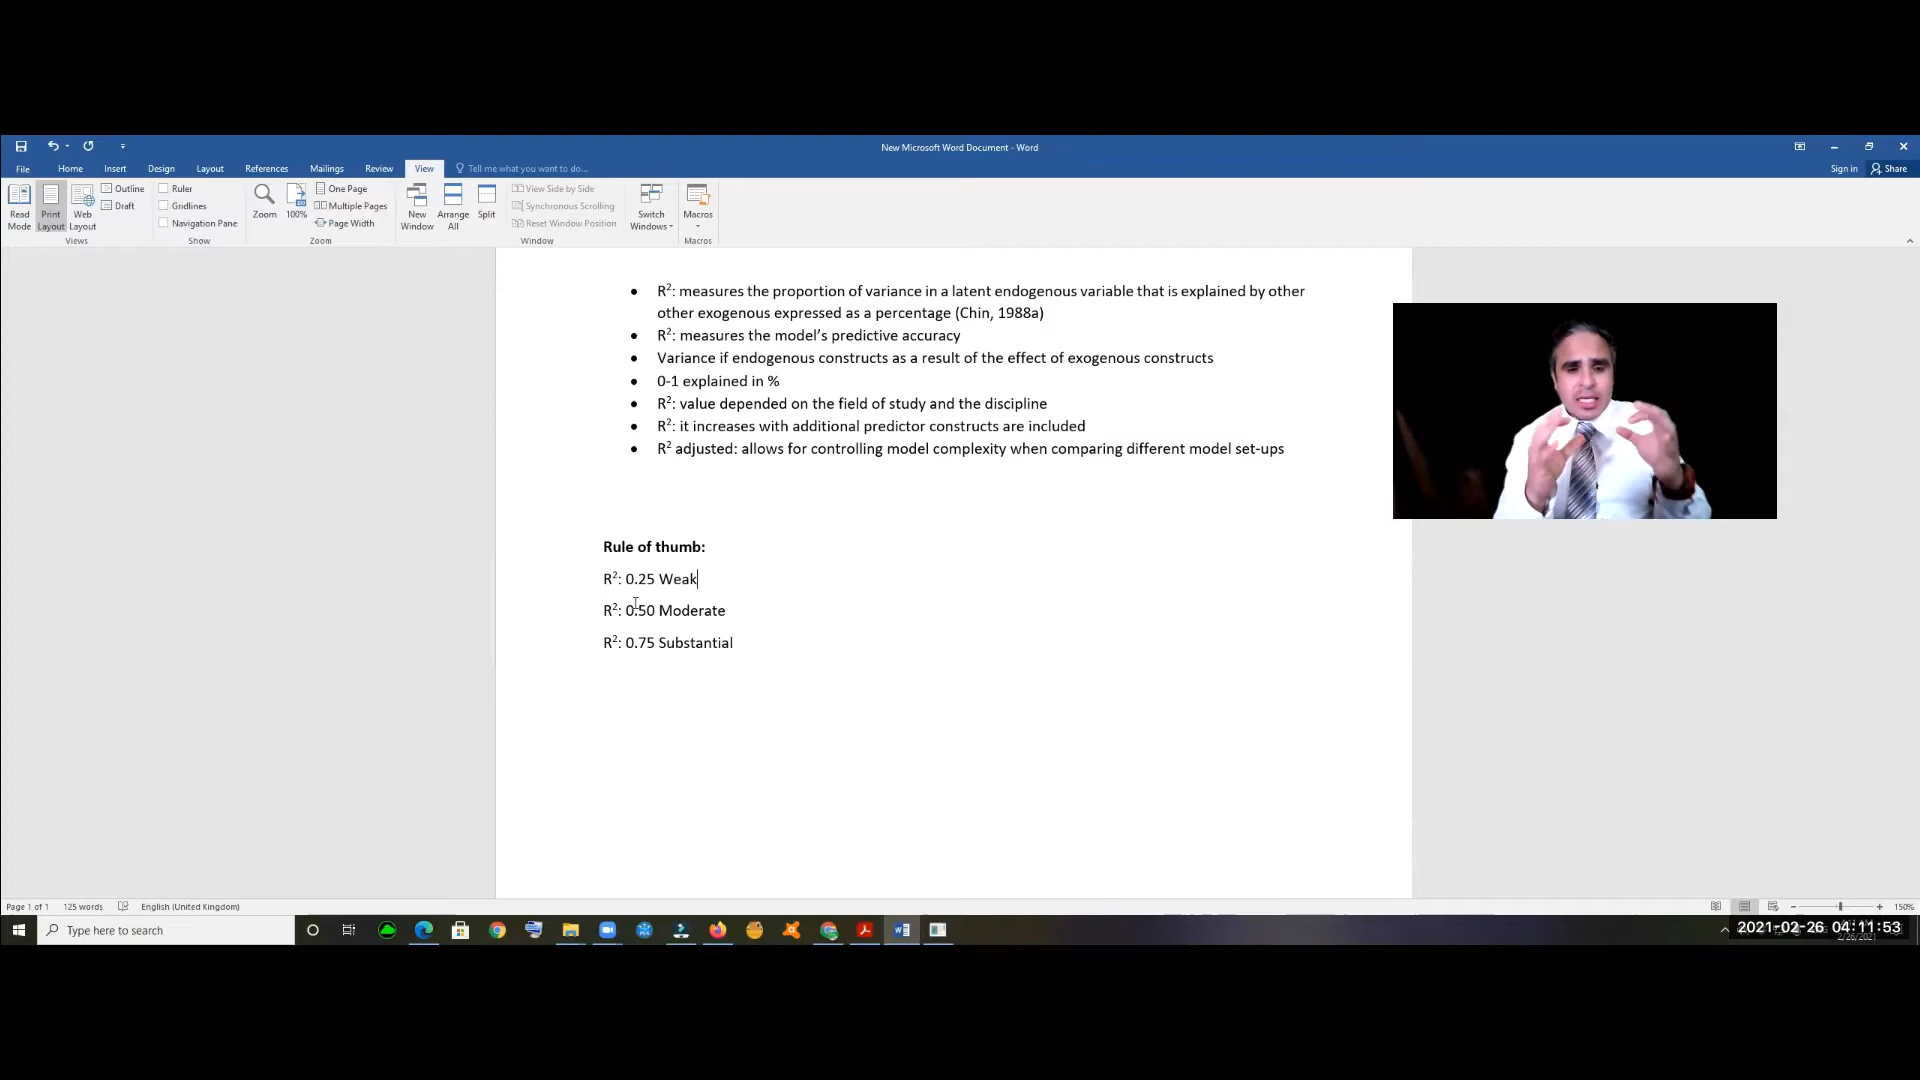 New Microsoft Word Document - Word
File Home Insert Design Layout References Mailings Review View Tell me what you want to do... Sign in Share
Read Mode
Print Layout
Web Layout
Outline
Draft
Views
Ruler
Gridlines
Navigation Pane
Show
Zoom
100%
One Page
Multiple Pages
Page Width
Zoom
New Window
Arrange All
Split
View Side by Side
Synchronous Scrolling
Reset Window Position
Window
Switch Windows
Macros
Macros
• R²: measures the proportion of variance in a latent endogenous variable that is explained by other
other exogenous expressed as a percentage (Chin, 1988a)
• R²: measures the model’s predictive accuracy
• Variance if endogenous constructs as a result of the effect of exogenous constructs
• 0-1 explained in %
• R²: value depended on the field of study and the discipline
• R²: it increases with additional predictor constructs are included
• R² adjusted: allows for controlling model complexity when comparing different model set-ups
Rule of thumb:
R²: 0.25 Weak
R²: 0.50 Moderate
R²: 0.75 Substantial
Page 1 of 1 125 words English (United Kingdom) 150%
Type here to search
2021-02-26 04:11:53